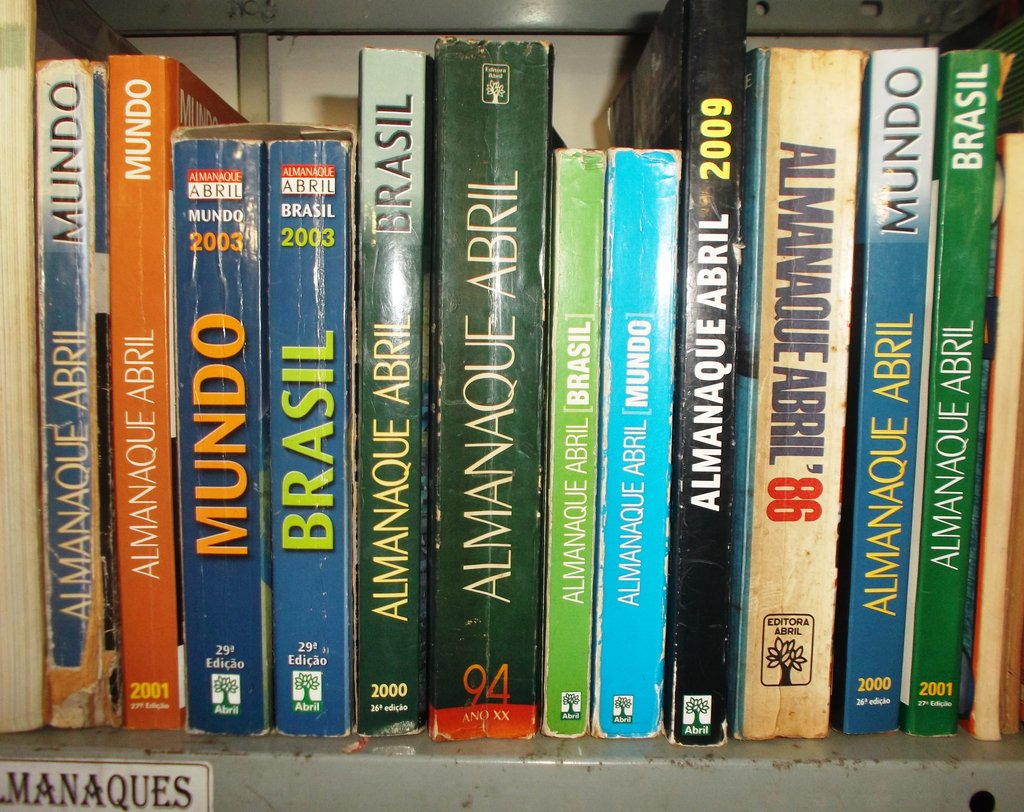 MUNDO
ALMANAQUE ABRIL
MUNDO
ALMANAQUE ABRIL
2001
27ª Edição
MUNDO
ALMANAQUE
ABRIL
MUNDO
2003
MUNDO
29ª
Edição
Abril
ALMANAQUE
ABRIL
BRASIL
2003
BRASIL
29ª
Edição
Abril
BRASIL
ALMANAQUE ABRIL
2000
26ª edição
Editora
Abril
ALMANAQUE ABRIL
94
ANO XX
ALMANAQUE ABRIL [BRASIL]
Abril
ALMANAQUE ABRIL [MUNDO]
Abril
ALMANAQUE ABRIL 2009
Abril
ALMANAQUE ABRIL'86
EDITORA
ABRIL
MUNDO
ALMANAQUE ABRIL
2000
26ª edição
BRASIL
ALMANAQUE ABRIL
2001
27ª Edição
LMANAQUES